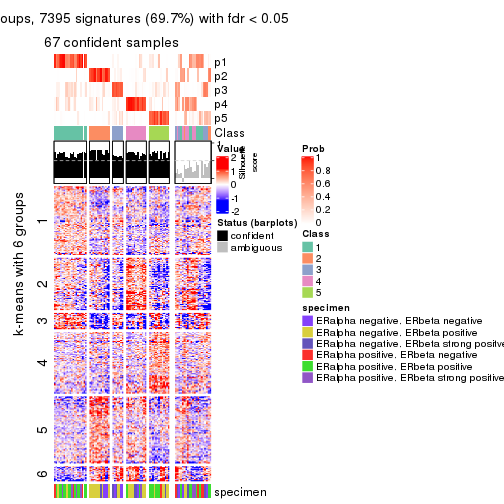 oups, 7395 signatures (69.7%) with fdr < 0.05
67 confident samples
p1
p2
p3
p4
p5
Class
1
Silhouette
score
k-means with 6 groups
1
2
3
4
5
6
specimen
Value
2
1
0
-1
-2
Status (barplots)
confident
ambiguous
Prob
1
0.8
0.6
0.4
0.2
0
Class
1
2
3
4
5
specimen
ERalpha negative. ERbeta negative
ERalpha negative. ERbeta positive
ERalpha negative. ERbeta strong positive
ERalpha positive. ERbeta negative
ERalpha positive. ERbeta positive
ERalpha positive. ERbeta strong positive